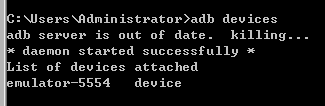 C:\Users\Administrator>adb devices
adb server is out of date.  killing...
* daemon started successfully *
List of devices attached
emulator-5554   device